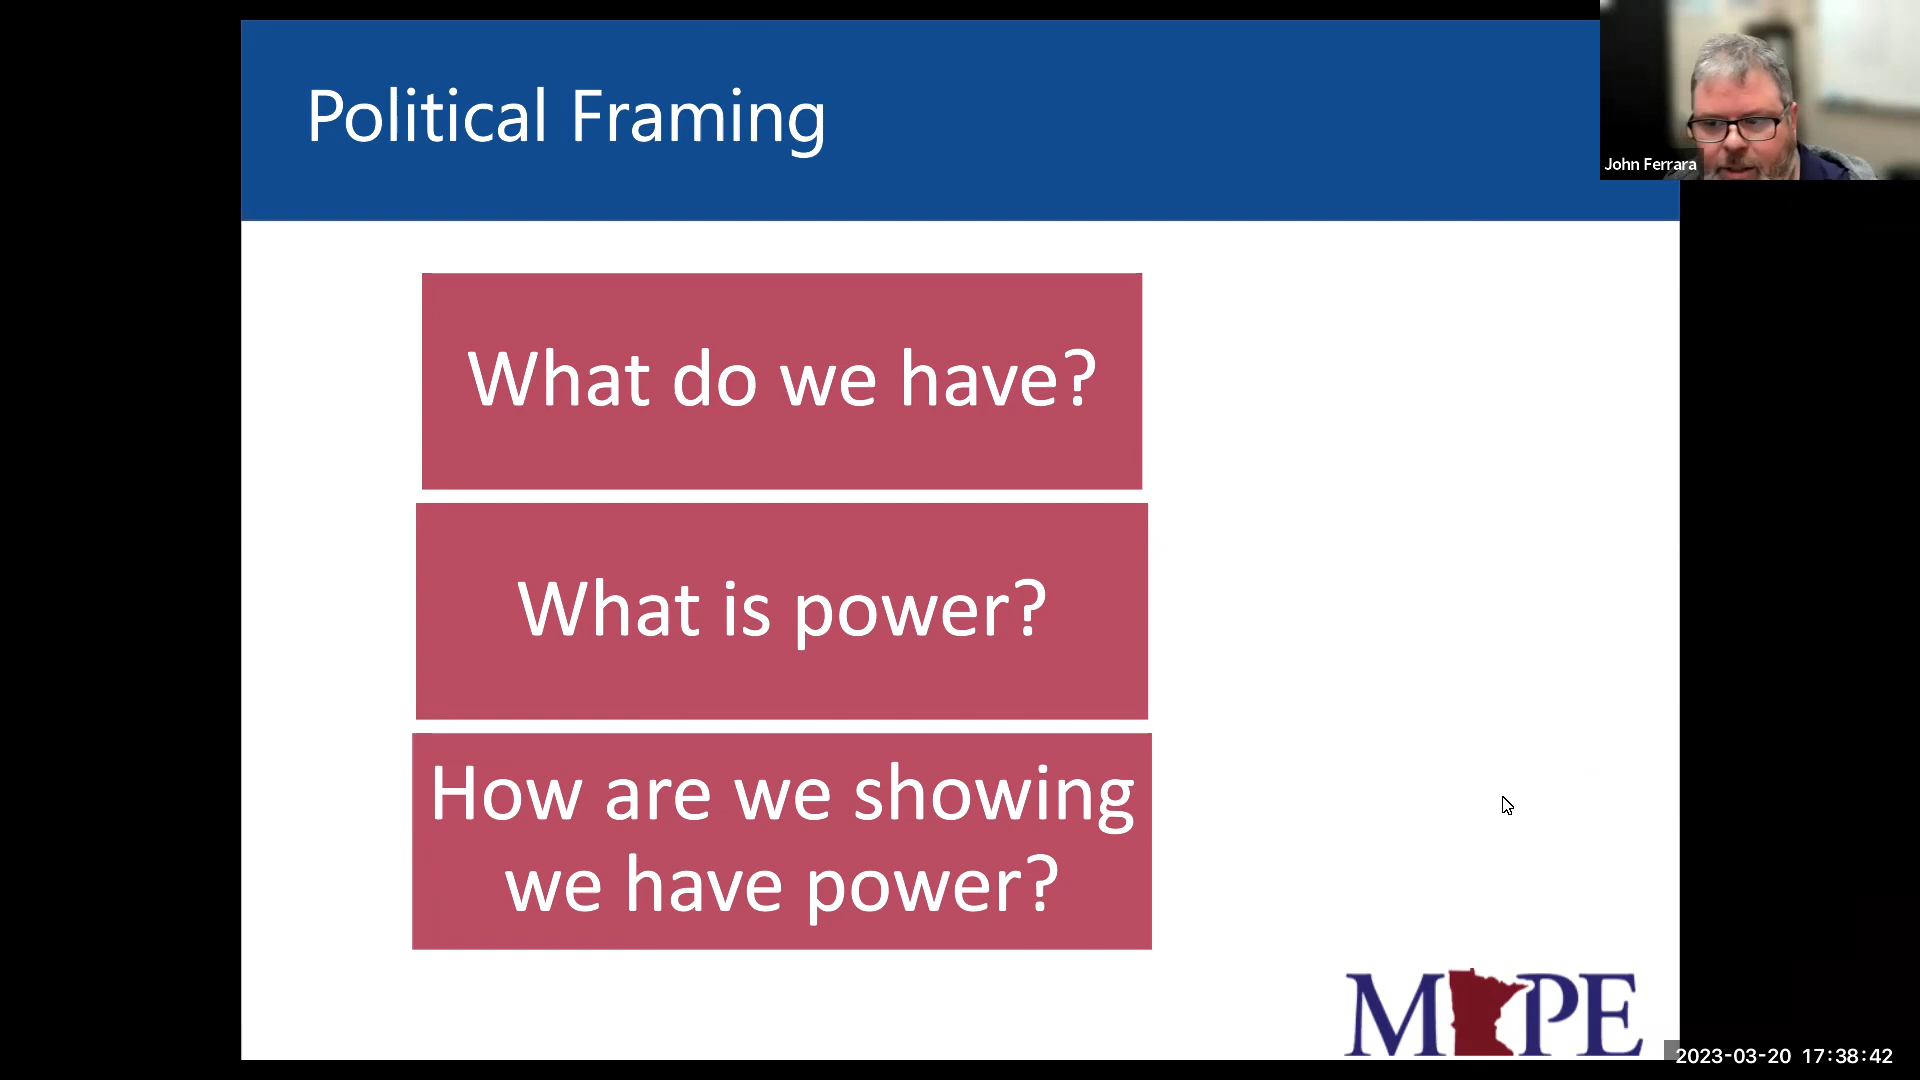 Political Framing
John Ferrara
What do we have?
What is power?
How are we showing
we have power?
M PE
2023-03-20 17:38:42